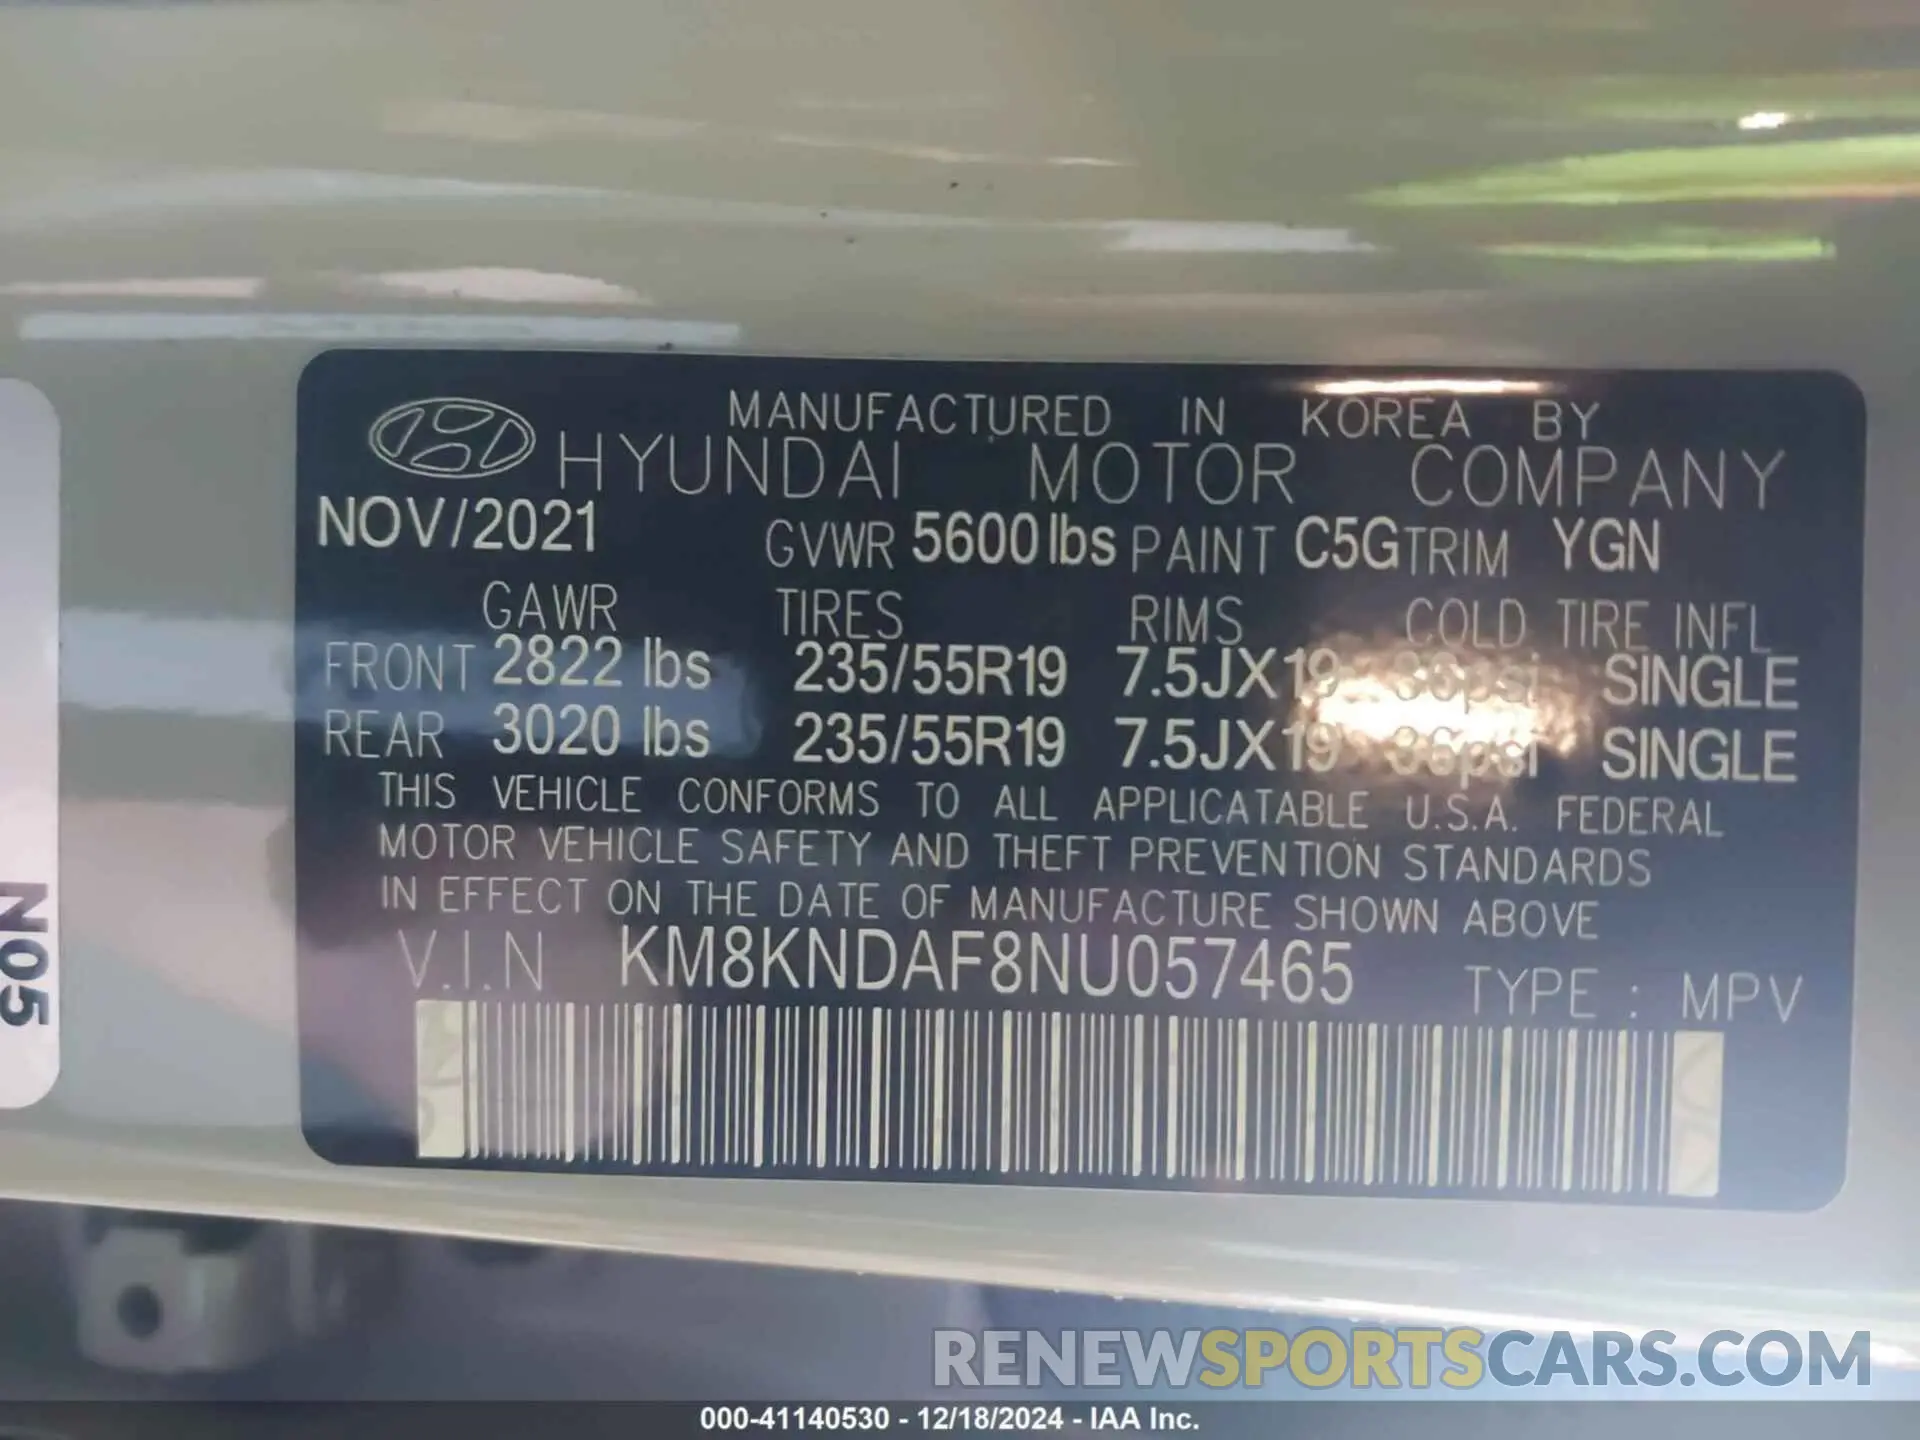 MANUFACTURED IN KOREA BY
HYUNDAI MOTOR COMPANY
NOV/2021 GVWR 5600lbs PAINT C5G TRIM YGN
GAWR TIRES RIMS COLD TIRE INFL
FRONT 2822 lbs 235/55R19 7.5JX19 36psi SINGLE
REAR 3020 lbs 235/55R19 7.5JX19 36psi SINGLE
THIS VEHICLE CONFORMS TO ALL APPLICATABLE U.S.A. FEDERAL
MOTOR VEHICLE SAFETY AND THEFT PREVENTION STANDARDS
IN EFFECT ON THE DATE OF MANUFACTURE SHOWN ABOVE
V.I.N KM8KNDAF8NU057465 TYPE : MPV
N05
RENEWSPORTSCARS.COM
000-41140530 - 12/18/2024 - IAA Inc.